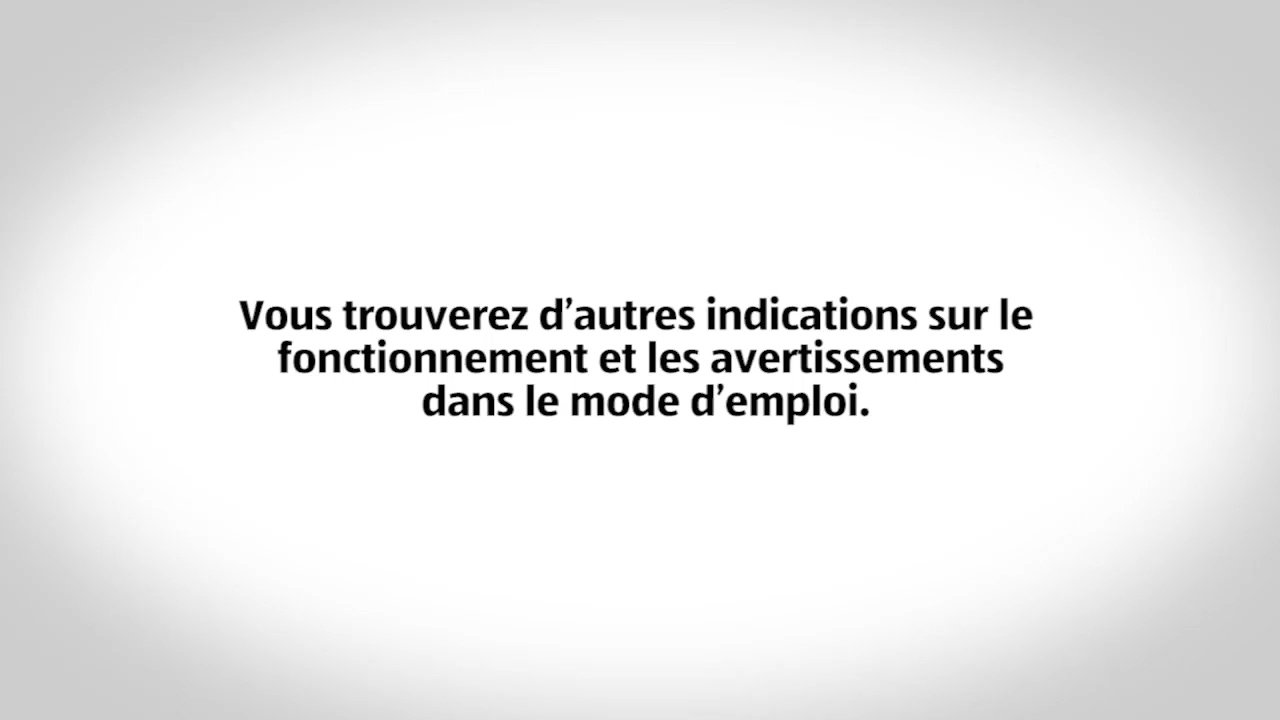 Vous trouverez d’autres indications sur le
fonctionnement et les avertissements
dans le mode d’emploi.